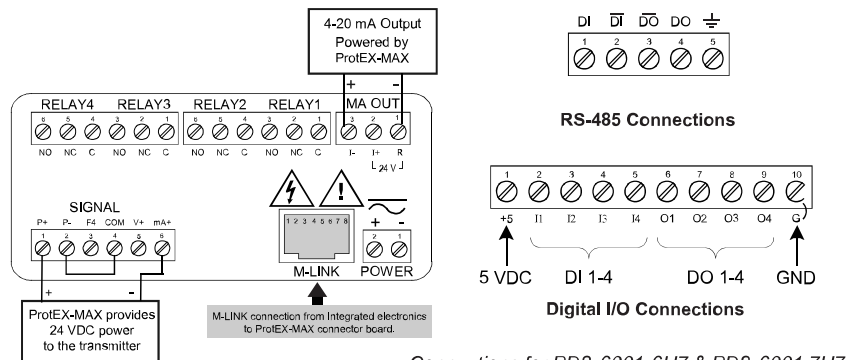 4-20 mA Output
Powered by
ProtEX-MAX
+ -
RELAY4 RELAY3 RELAY2 RELAY1 MA OUT
6 5 4 3 2 1 6 5 4 3 2 1 3 2 1
NO NC C NO NC C NO NC C NO NC C I- I+ R
24 V
SIGNAL
P+ P- F4 COM V+ mA+
1 2 3 4 5 6
1 2 3 4 5 6 7 8
+ -
2 1
M-LINK POWER
+ -
ProtEX-MAX provides
24 VDC power
to the transmitter
M-LINK connection from Integrated electronics
to ProtEX-MAX connector board.
DI DI DO DO
1 2 3 4 5
RS-485 Connections
1 2 3 4 5 6 7 8 9 10
+5 I1 I2 I3 I4 O1 O2 O3 O4 G
5 VDC DI 1-4 DO 1-4 GND
Digital I/O Connections